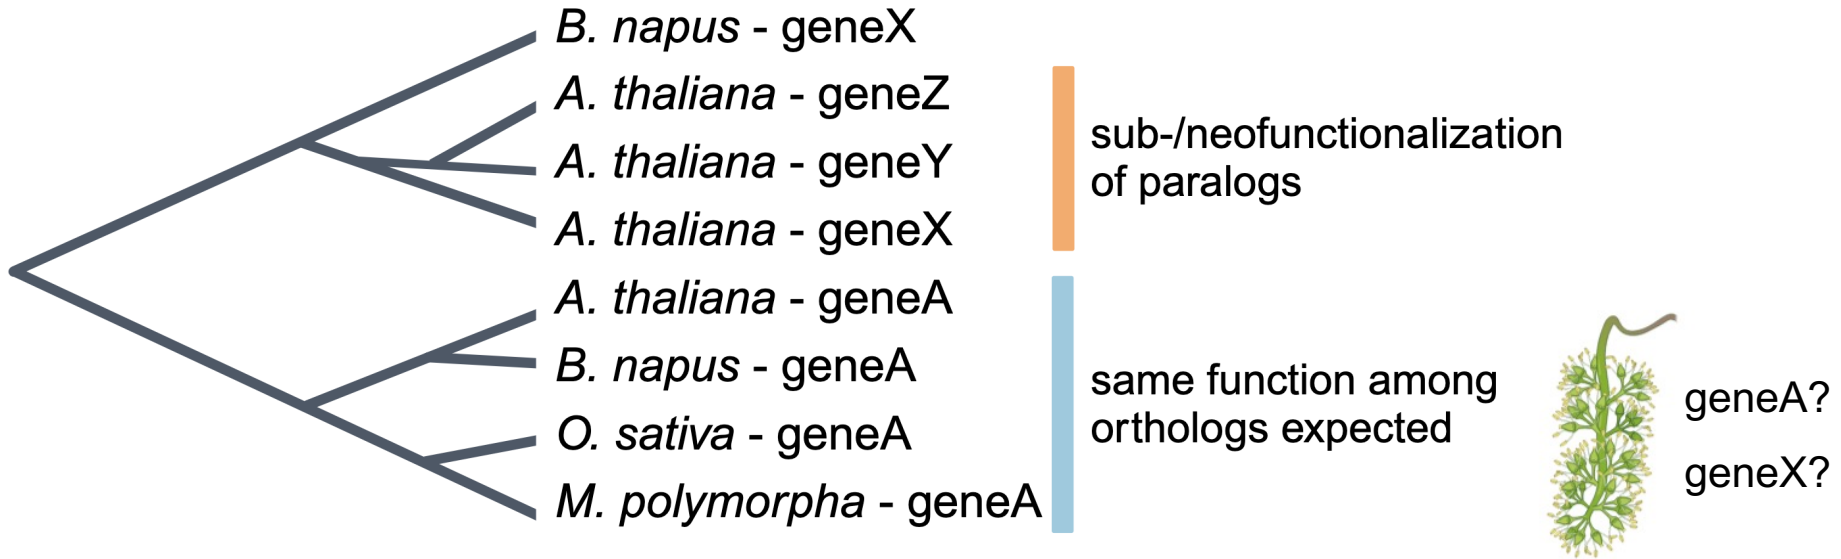 B. napus - geneX
A. thaliana - geneZ
A. thaliana - geneY
A. thaliana - geneX
A. thaliana - geneA
B. napus - geneA
O. sativa - geneA
M. polymorpha - geneA
sub-/neofunctionalization
of paralogs
same function among
orthologs expected
geneA?
geneX?